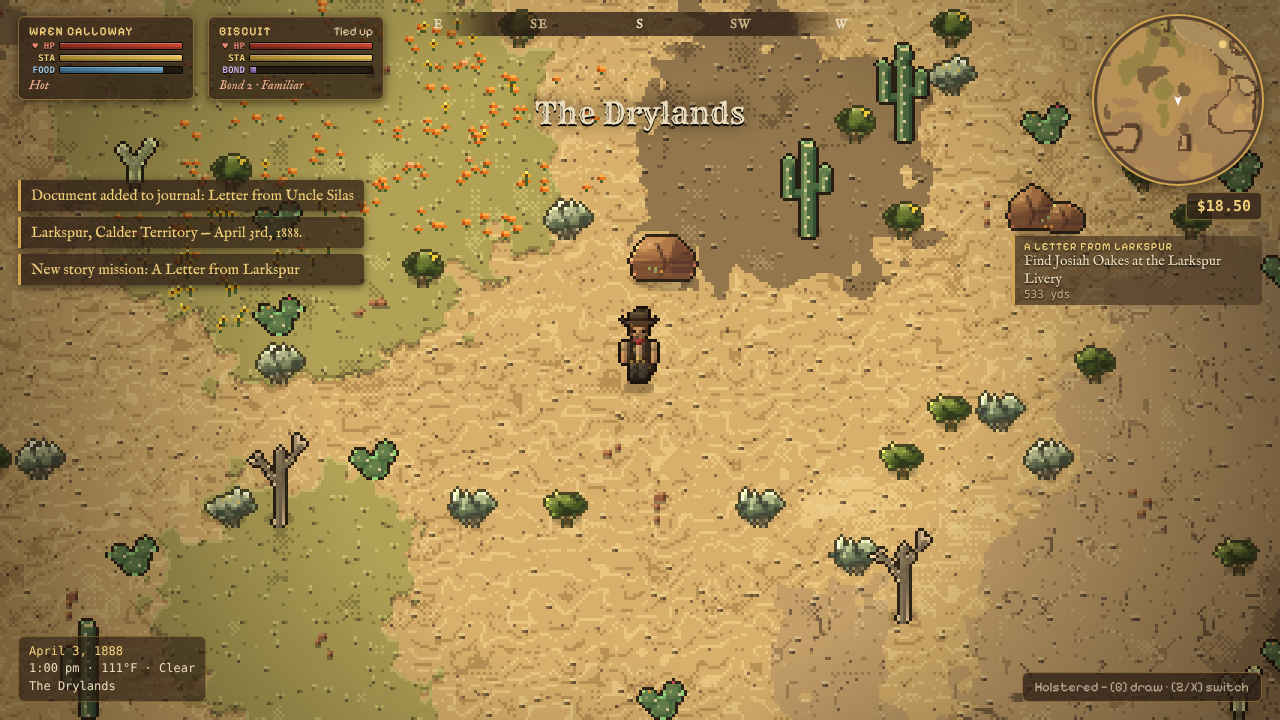 E SE S SW W
WREN CALLOWAY
♥ HP
STA
FOOD
Hot
BISCUIT Tied up
♥ HP
STA
BOND
Bond 2 · Familiar
The Drylands
Document added to journal: Letter from Uncle Silas
Larkspur, Calder Territory — April 3rd, 1888.
New story mission: A Letter from Larkspur
$18.50
A LETTER FROM LARKSPUR
Find Josiah Oakes at the Larkspur
Livery
533 yds
April 3, 1888
1:00 pm · 111°F · Clear
The Drylands
Holstered - [G] draw · [Z/X] switch